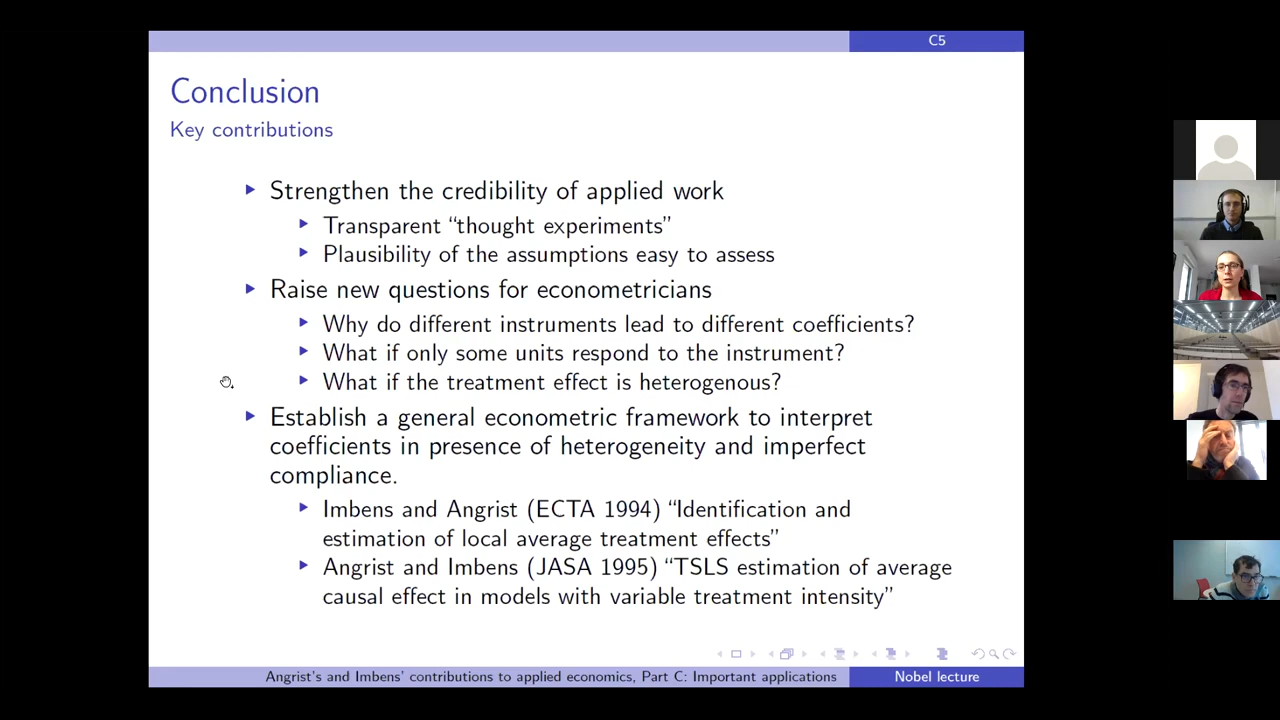 C5
Conclusion
Key contributions
Strengthen the credibility of applied work
Transparent “thought experiments”
Plausibility of the assumptions easy to assess
Raise new questions for econometricians
Why do different instruments lead to different coefficients?
What if only some units respond to the instrument?
What if the treatment effect is heterogenous?
Establish a general econometric framework to interpret
coefficients in presence of heterogeneity and imperfect
compliance.
Imbens and Angrist (ECTA 1994) “Identification and
estimation of local average treatment effects”
Angrist and Imbens (JASA 1995) “TSLS estimation of average
causal effect in models with variable treatment intensity”
Angrist's and Imbens' contributions to applied economics, Part C: Important applications
Nobel lecture